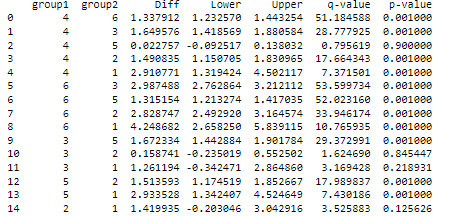 group1 group2 Diff Lower Upper q-value p-value
0 4 6 1.337912 1.232570 1.443254 51.184588 0.001000
1 4 3 1.649576 1.418569 1.880584 28.777925 0.001000
2 4 5 0.022757 -0.092517 0.138032 0.795619 0.900000
3 4 2 1.490835 1.150705 1.830965 17.664343 0.001000
4 4 1 2.910771 1.319424 4.502117 7.371501 0.001000
5 6 3 2.987488 2.762864 3.212112 53.599734 0.001000
6 6 5 1.315154 1.213274 1.417035 52.023160 0.001000
7 6 2 2.828747 2.492920 3.164574 33.946174 0.001000
8 6 1 4.248682 2.658250 5.839115 10.765935 0.001000
9 3 5 1.672334 1.442884 1.901784 29.372991 0.001000
10 3 2 0.158741 -0.235019 0.552502 1.624690 0.845447
11 3 1 1.261194 -0.342471 2.864860 3.169428 0.218931
12 5 2 1.513593 1.174519 1.852667 17.989837 0.001000
13 5 1 2.933528 1.342407 4.524649 7.430186 0.001000
14 2 1 1.419935 -0.203046 3.042916 3.525883 0.125626